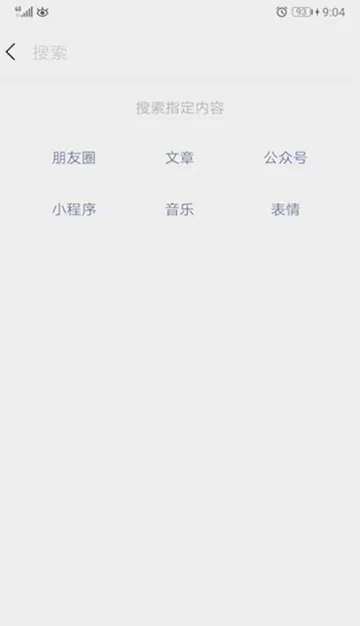 93 9:04
搜索
搜索指定内容
朋友圈 文章 公众号
小程序 音乐 表情